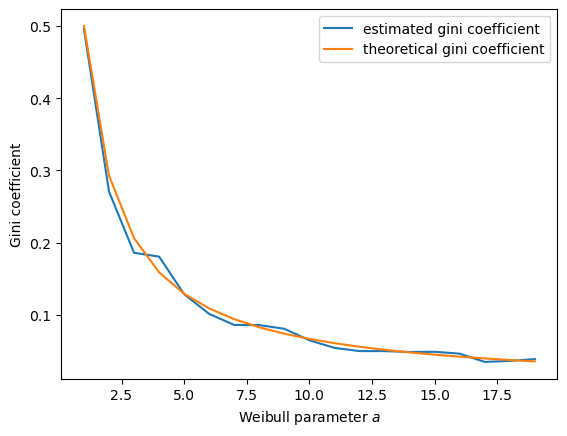 estimated gini coefficient
theoretical gini coefficient
0.5
0.4
0.3
0.2
0.1
Gini coefficient
2.5 5.0 7.5 10.0 12.5 15.0 17.5
Weibull parameter a